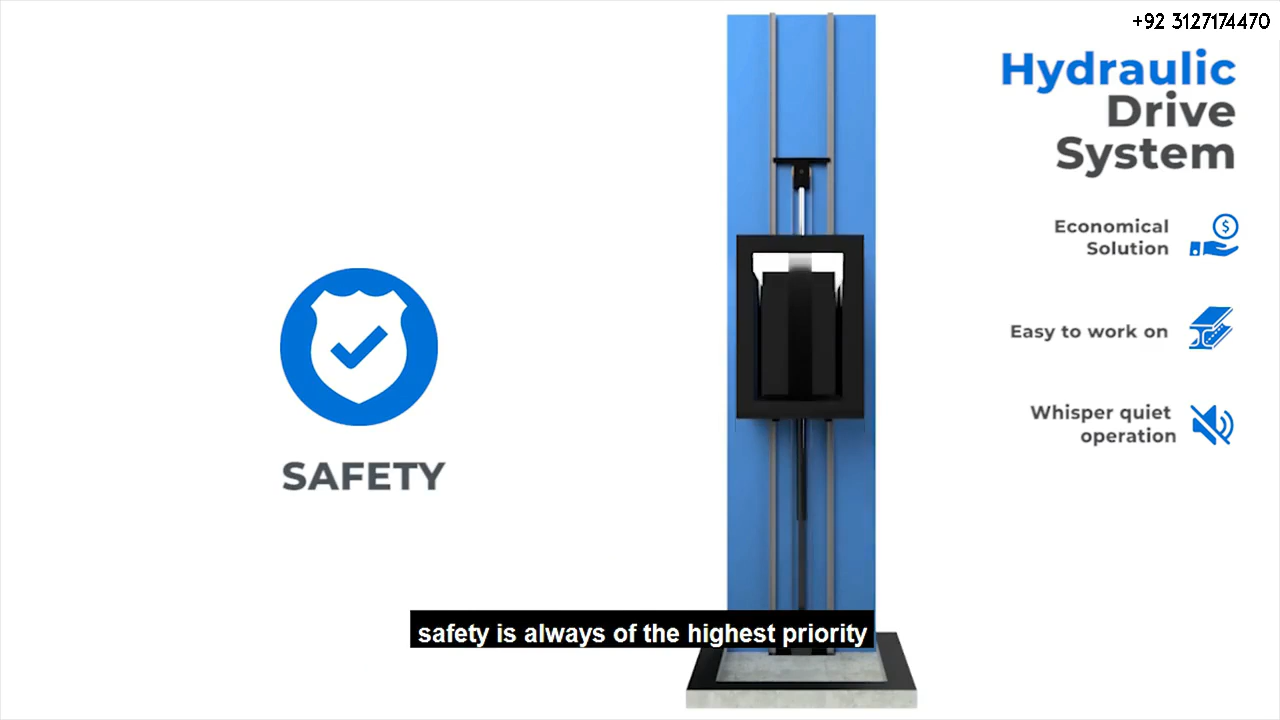 +92 3127174470
Hydraulic
Drive
System
Economical
Solution
$
Easy to work on
Whisper quiet
operation
SAFETY
safety is always of the highest priority